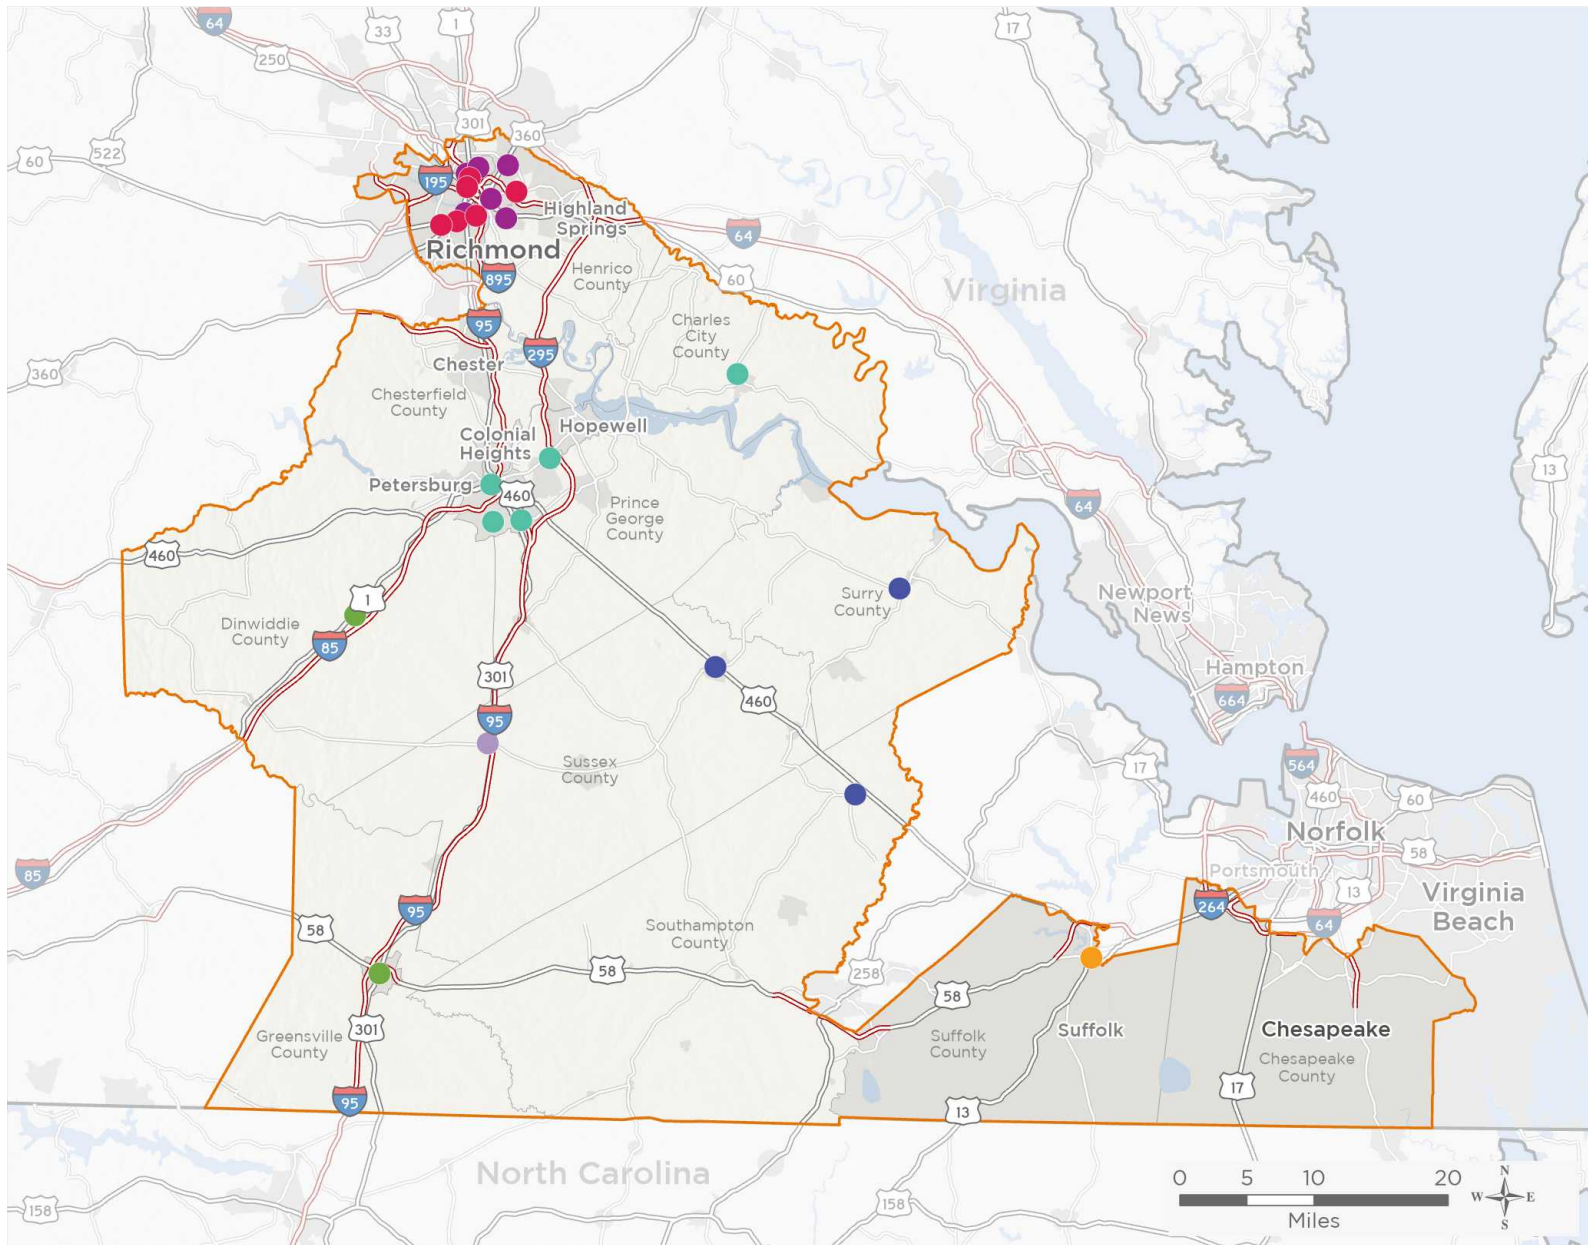 64
33
1
17
250
301
360
522
60
195
Highland
Springs
64
Richmond
Henrico
County
895
60
Virginia
95
Charles
City
County
295
Chester
360
Chesterfield
County
Hopewell
Colonial
Heights
13
Petersburg
460
64
Prince
George
County
460
Newport
News
Surry
County
1
Dinwiddie
County
85
Hampton
301
664
460
95
Sussex
County
17
564
460
60
Norfolk
58
Portsmouth
85
13
Virginia
Beach
95
264
64
58
Southampton
County
58
258
58
301
Greensville
County
Suffolk
County
Suffolk
Chesapeake
Chesapeake
County
17
95
13
North Carolina
158
158
0 5 10 20
Miles
N
W E
S